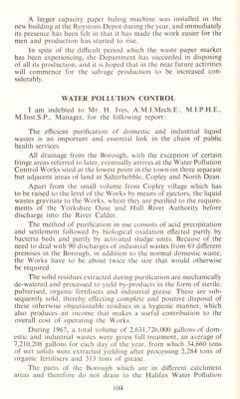 A larger capacity paper baling machine was installed in the
new building at the Roystons Depot during the year, and immediately
its presence has been felt in that it has made the work easier for the
men and production has started to rise.
In spite of the difficult period which the waste paper market
has been experiencing, the Department has succeeded in disposing
of all its production, and it is hoped that in the near future activities
will commence for the salvage production to be increased con-
siderably.
WATER POLLUTION CONTROL
I am indebted to Mr. H. Ives, A.M.I.Mech.E., M.I.P.H.E.,
M.Inst.S.P., Manager, for the following report:
The efficient purification of domestic and industrial liquid
wastes is an important and essential link in the chain of public
health services.
All drainage from the Borough, with the exception of certain
fringe areas referred to later, eventually arrives at the Water Pollution
Control Works sited at the lowest point in the town on three separate
but adjacent areas of land at Salterhebble, Copley and North Dean.
Apart from the small volume from Copley village which has
to be raised to the level of the Works by means of ejectors, the liquid
wastes gravitate to the Works, where they are purified to the require-
ments of the Yorkshire Ouse and Hull River Authority before
discharge into the River Calder.
The method of purification in use consists of acid precipitation
and settlement followed by biological oxidation effected partly by
bacteria beds and partly by activated sludge units. Because of the
need to deal with 90 discharges of industrial wastes from 69 different
premises in the Borough, in addition to the normal domestic waste,
the Works have to be about twice the size that would otherwise
be required.
The solid residues extracted during purification are mechanically
de-watered and processed to yield by-products in the form of sterile,
pulverised, organic fertilisers and industrial grease. These are sub-
sequently sold, thereby effecting complete and positive disposal of
these otherwise objectionable residues in a hygienic manner, which
also produces an income that makes a useful contribution to the
overall cost of operating the Works.
During 1967, a total volume of 2,631,726,000 gallons of dom-
estic and industrial wastes were given full treatment, an average of
7,210,208 gallons for each day of the year, from which 34,660 tons
of wet solids were extracted yielding after processing 2,284 tons of
organic fertilisers and 313 tons of grease.
The parts of the Borough which are in different catchment
areas and therefore do not drain to the Halifax Water Pollution
104